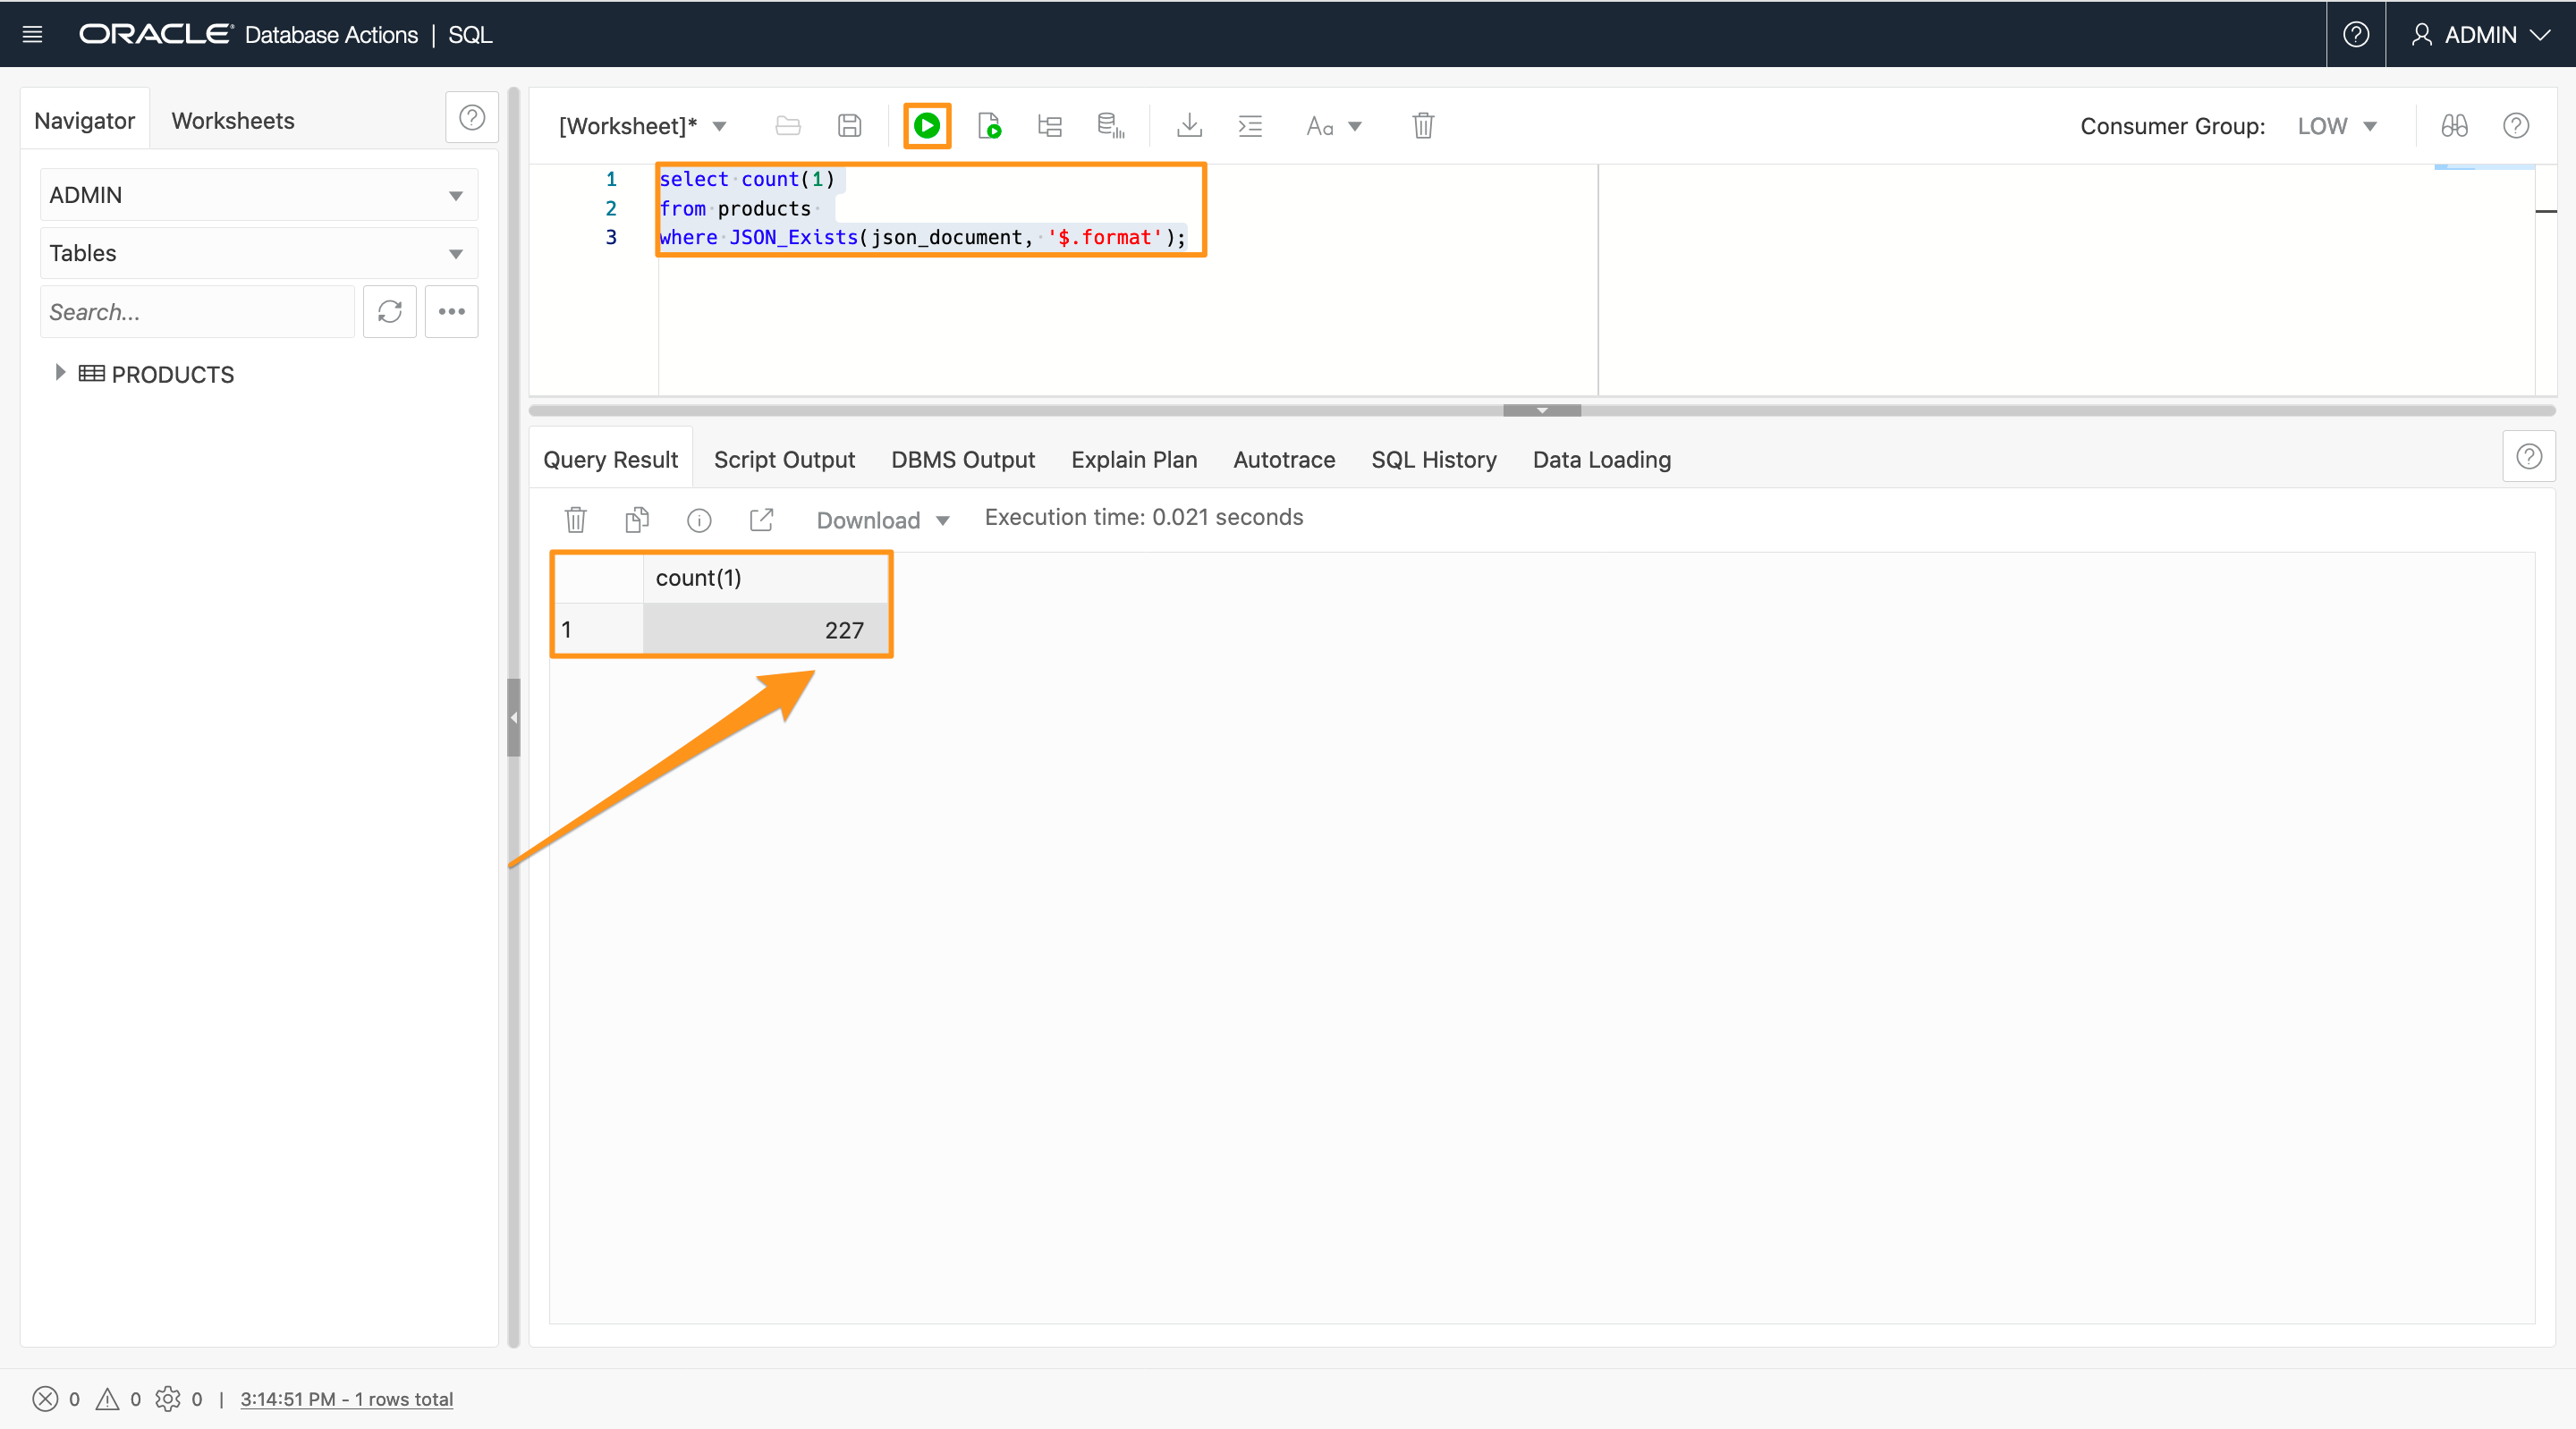 ORACLE Database Actions | SQL
ADMIN
Navigator
Worksheets
ADMIN
Tables
Search...
PRODUCTS
[Worksheet]*
Aa
Consumer Group: LOW
1 select count(1)
2 from products
3 where JSON_Exists(json_document, '$.format');
Query Result
Script Output
DBMS Output
Explain Plan
Autotrace
SQL History
Data Loading
Download
Execution time: 0.021 seconds
count(1)
1 227
0 0 0 | 3:14:51 PM - 1 rows total